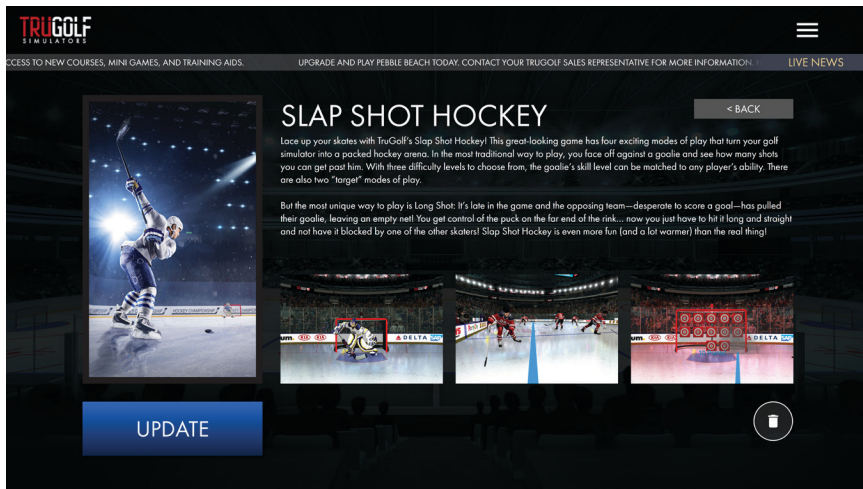 TRUGOLF
SIMULATORS
CCESS TO NEW COURSES, MINI GAMES, AND TRAINING AIDS. UPGRADE AND PLAY PEBBLE BEACH TODAY. CONTACT YOUR TRUGOLF SALES REPRESENTATIVE FOR MORE INFORMATION. LIVE NEWS
SLAP SHOT HOCKEY
< BACK
Lace up your skates with TruGolf's Slap Shot Hockey! This great-looking game has four exciting modes of play that turn your golf
simulator into a packed hockey arena. In the most traditional way to play, you face off against a goalie and see how many shots
you can get past him. With three difficulty levels to choose from, the goalie's skill level can be matched to any player's ability. There
are also two "target" modes of play.
But the most unique way to play is Long Shot: It's late in the game and the opposing team—desperate to score a goal—has pulled
their goalie, leaving an empty net! You get control of the puck on the far end of the rink... now you just have to hit it long and straight
and not have it blocked by one of the other skaters! Slap Shot Hockey is even more fun (and a lot warmer) than the real thing!
HOCKEY CHAMPIONSHIP
um. KIA KIA DELTA SAP
um. KIA DELTA SAP
UPDATE